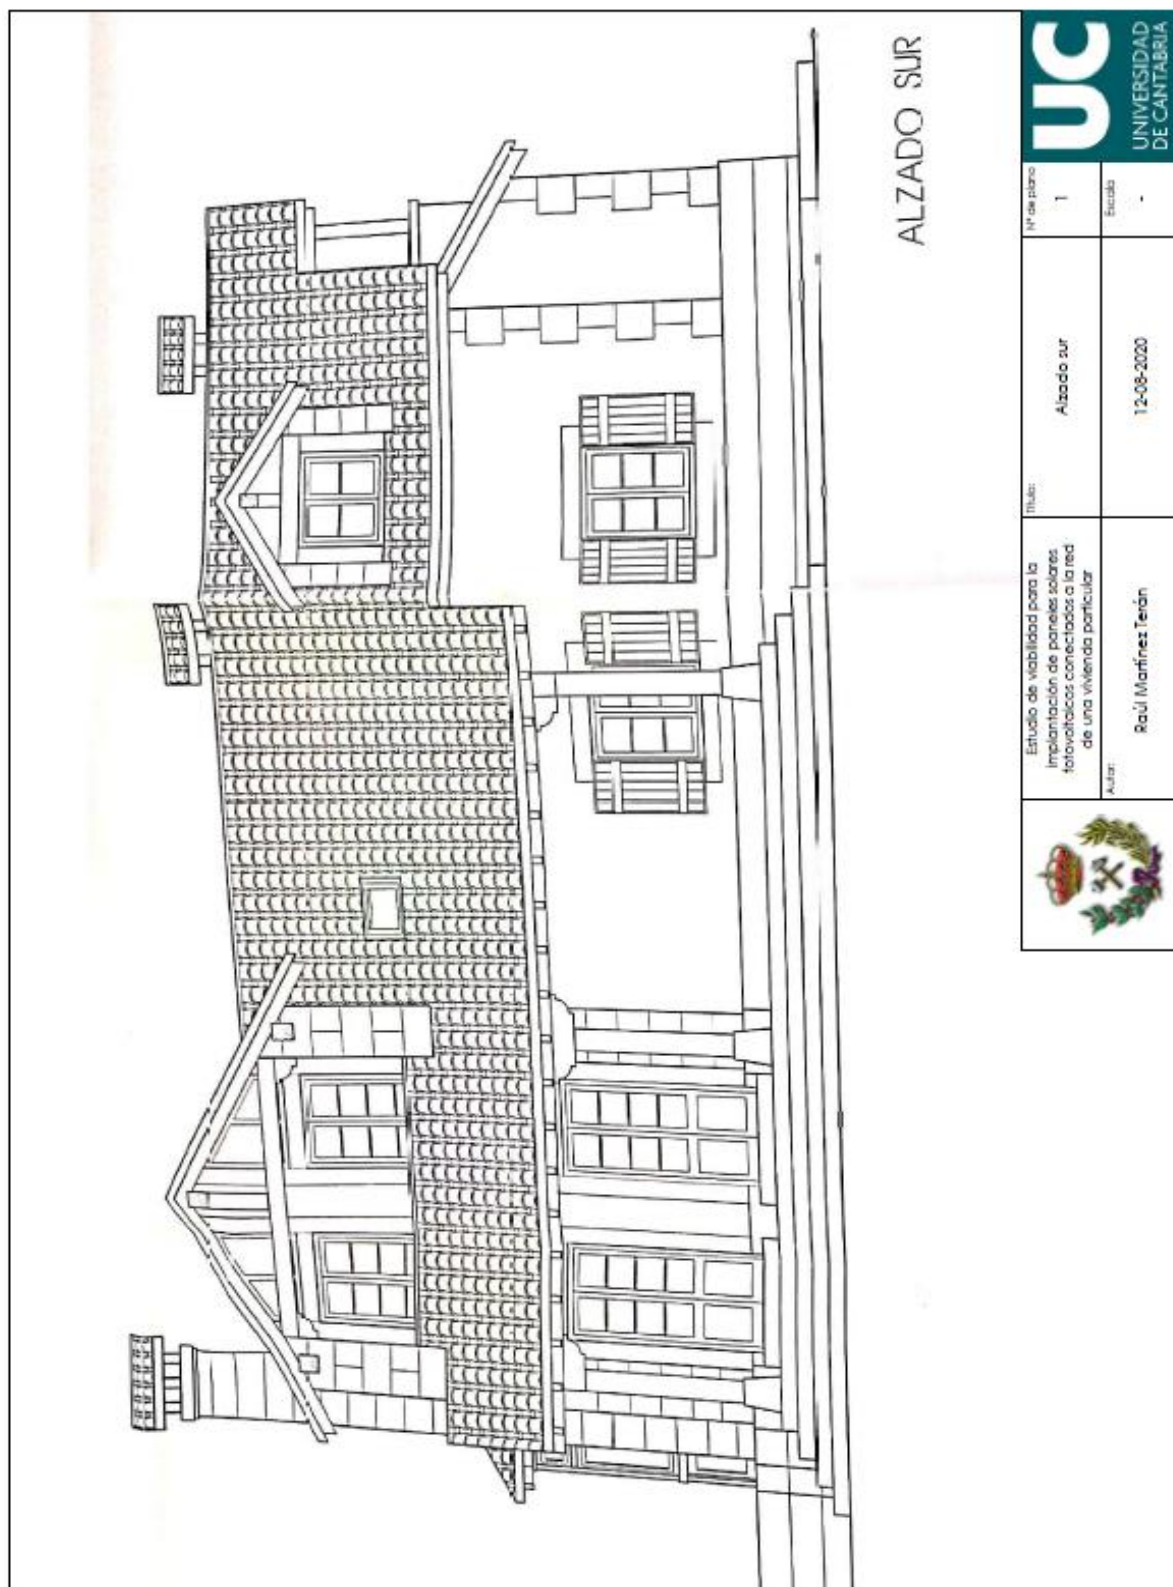 ALZADO SUR
Estudio de viabilidad para la
implantación de paneles solares
fotovoltaicos conectados a la red
de una vivienda particular
Título:
Alzado sur
Nº de plano
1
Autor:
Raúl Martínez Terán
12-08-2020
Escala
-
UC
UNIVERSIDAD
DE CANTABRIA